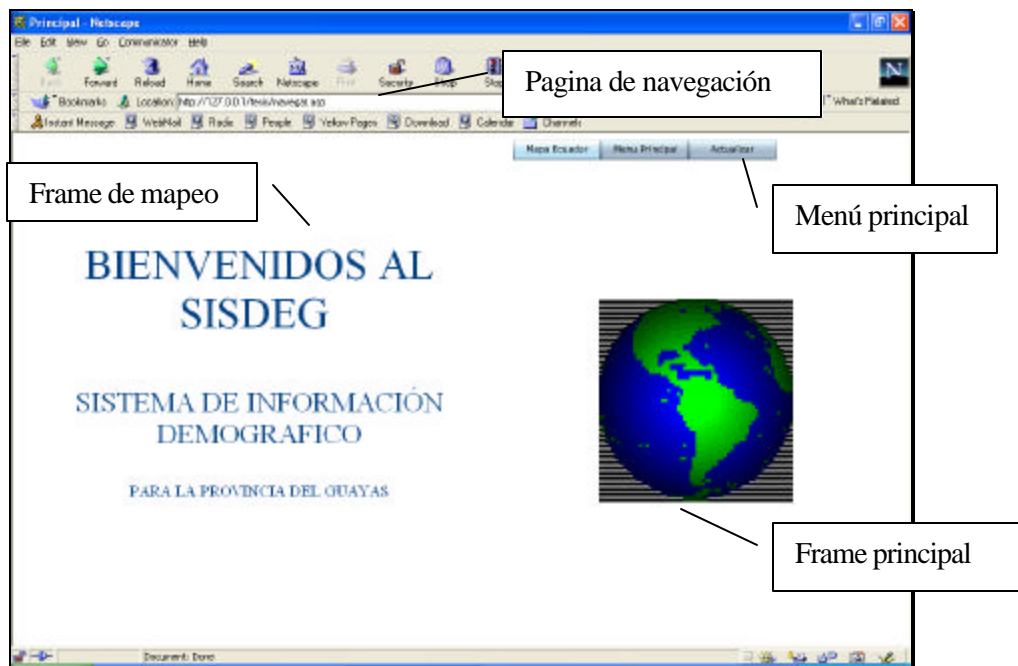 Principal - Netscape
File Edit View Go Communicator Help
Forward Reload Home Search Netscape Print Security Shop Stop
Pagina de navegación
Bookmarks Location: http://127.0.0.1/tesis/navegar.asp What's Related
Instant Message WebMail Radio People Yellow Pages Download Calendar Channels
Mapa Ecuador Menu Principal Actualizar
Frame de mapeo
Menú principal
BIENVENIDOS AL
SISDEG
SISTEMA DE INFORMACIÓN
DEMOGRAFICO
PARA LA PROVINCIA DEL GUAYAS
Frame principal
Document: Done